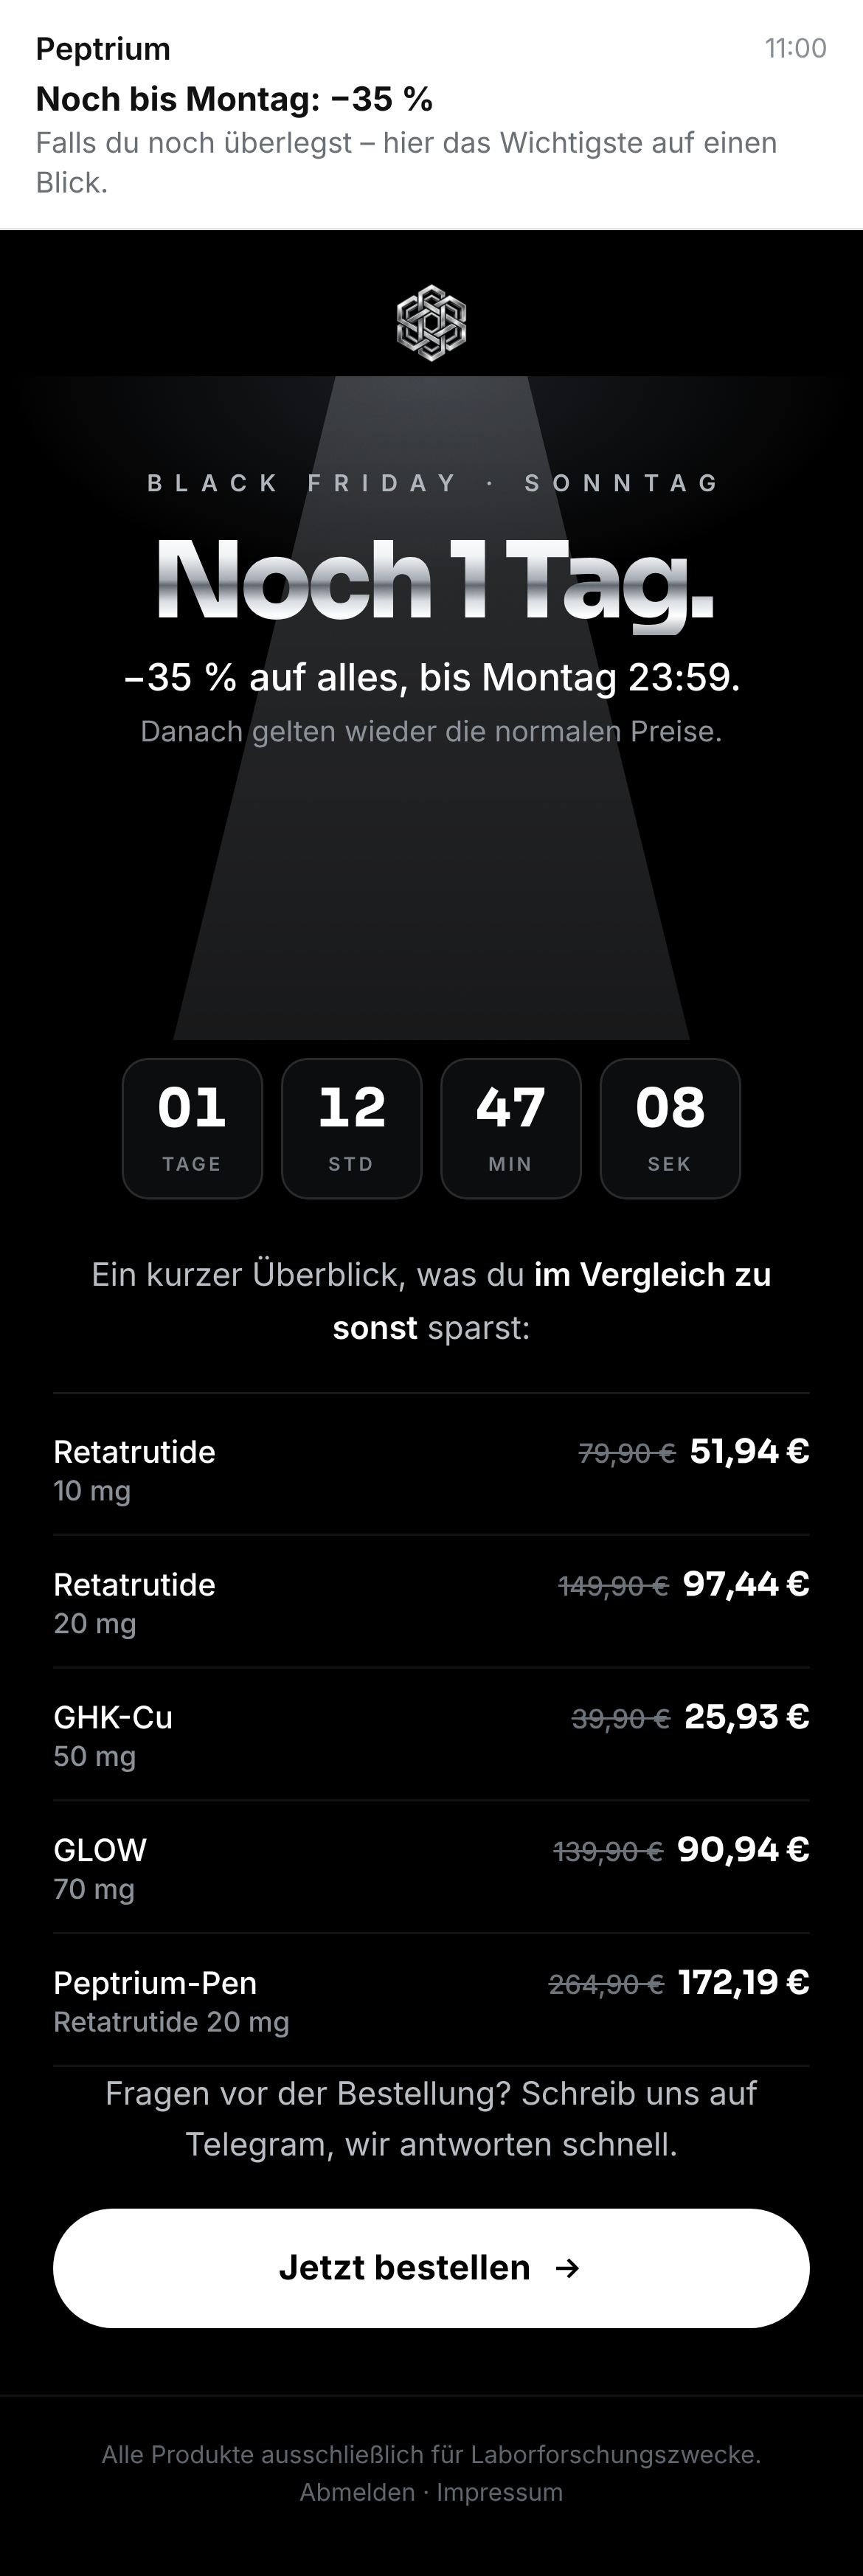 Peptrium 11:00
Noch bis Montag: −35 %
Falls du noch überlegst – hier das Wichtigste auf einen
Blick.
BLACK FRIDAY · SONNTAG
Noch 1 Tag.
−35 % auf alles, bis Montag 23:59.
Danach gelten wieder die normalen Preise.
01 12 47 08
TAGE STD MIN SEK
Ein kurzer Überblick, was du im Vergleich zu
sonst sparst:
Retatrutide 79,90 € 51,94 €
10 mg
Retatrutide 149,90 € 97,44 €
20 mg
GHK-Cu 39,90 € 25,93 €
50 mg
GLOW 139,90 € 90,94 €
70 mg
Peptrium-Pen 264,90 € 172,19 €
Retatrutide 20 mg
Fragen vor der Bestellung? Schreib uns auf
Telegram, wir antworten schnell.
Jetzt bestellen →
Alle Produkte ausschließlich für Laborforschungszwecke.
Abmelden · Impressum